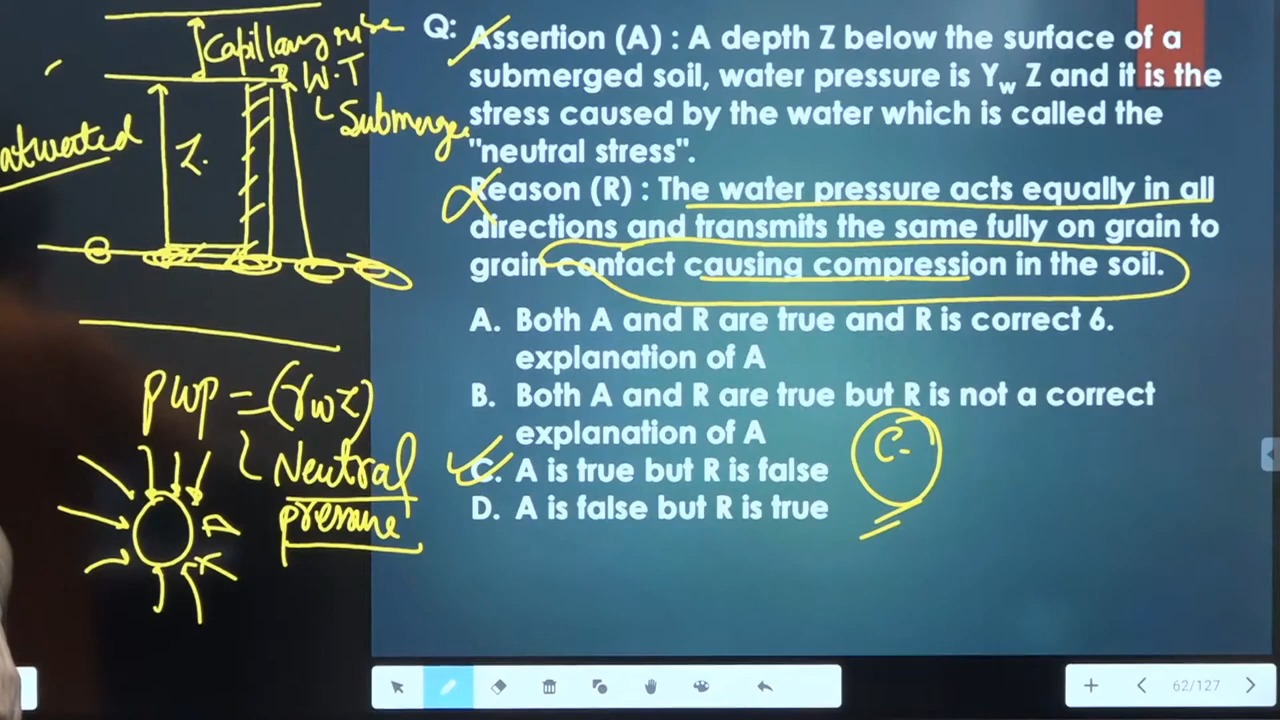 Capillary rise
W.T
Submerge
Z.
PWP = (γwz)
Neutral
pressure
Q: Assertion (A) : A depth Z below the surface of a
submerged soil, water pressure is Yw Z and it is the
stress caused by the water which is called the
"neutral stress".
Reason (R) : The water pressure acts equally in all
directions and transmits the same fully on grain to
grain contact causing compression in the soil.
A. Both A and R are true and R is correct 6.
explanation of A
B. Both A and R are true but R is not a correct
explanation of A
C. A is true but R is false
D. A is false but R is true
C.
62/127